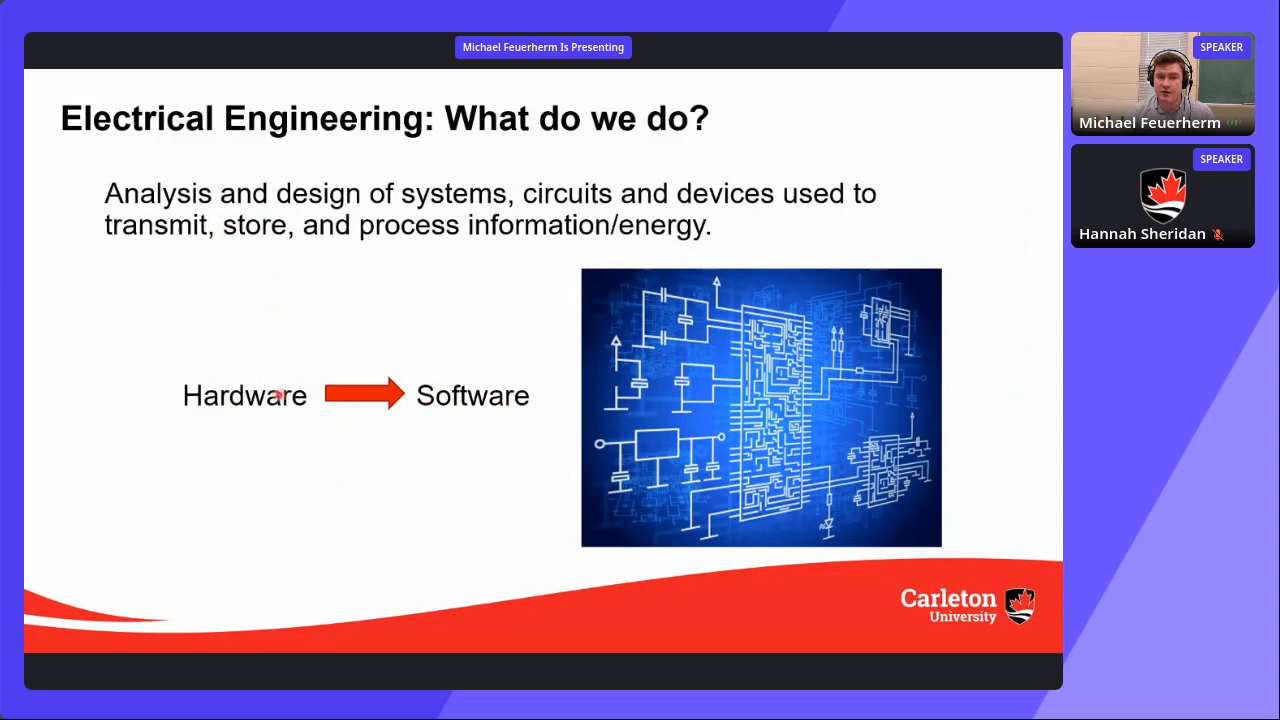 Michael Feuerherm Is Presenting
Electrical Engineering: What do we do?
Analysis and design of systems, circuits and devices used to
transmit, store, and process information/energy.
Hardware
Software
Carleton
University
SPEAKER
Michael Feuerherm
SPEAKER
Hannah Sheridan